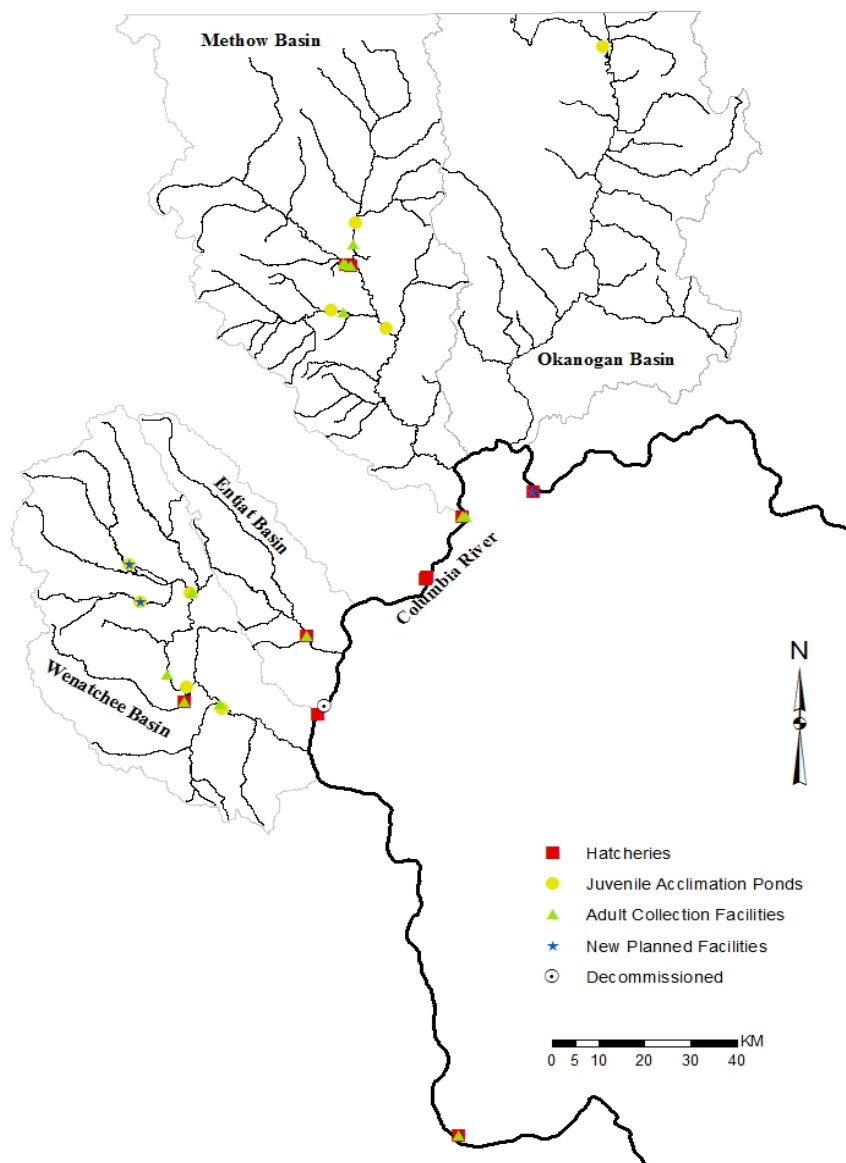 Methow Basin
Okanogan Basin
Entiat Basin
Columbia River
Wenatchee Basin
N
Hatcheries
Juvenile Acclimation Ponds
Adult Collection Facilities
New Planned Facilities
Decommissioned
KM
0 5 10 20 30 40